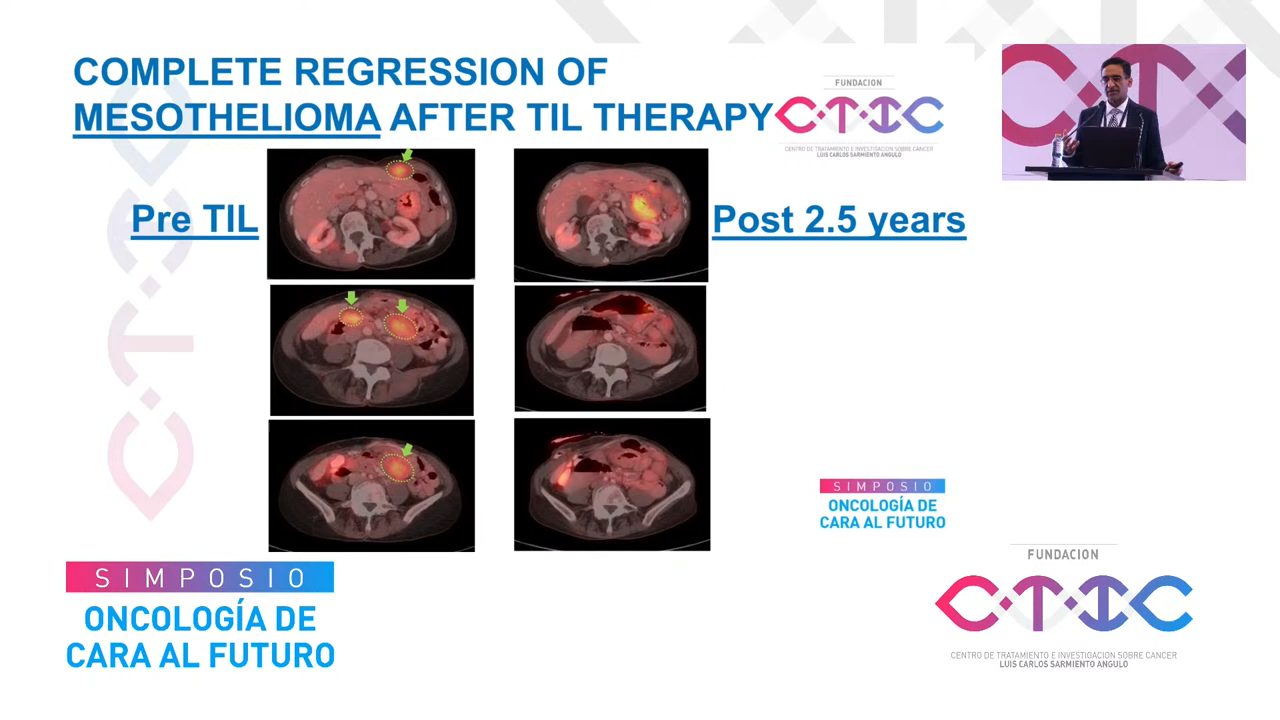 COMPLETE REGRESSION OF
MESOTHELIOMA AFTER TIL THERAPY
FUNDACION
CTIC
CENTRO DE TRATAMIENTO E INVESTIGACION SOBRE CANCER
LUIS CARLOS SARMIENTO ANGULO
Pre TIL
Post 2.5 years
SIMPOSIO
ONCOLOGÍA DE
CARA AL FUTURO
SIMPOSIO
ONCOLOGÍA DE
CARA AL FUTURO
FUNDACION
CTIC
CENTRO DE TRATAMIENTO E INVESTIGACION SOBRE CANCER
LUIS CARLOS SARMIENTO ANGULO
CTIC